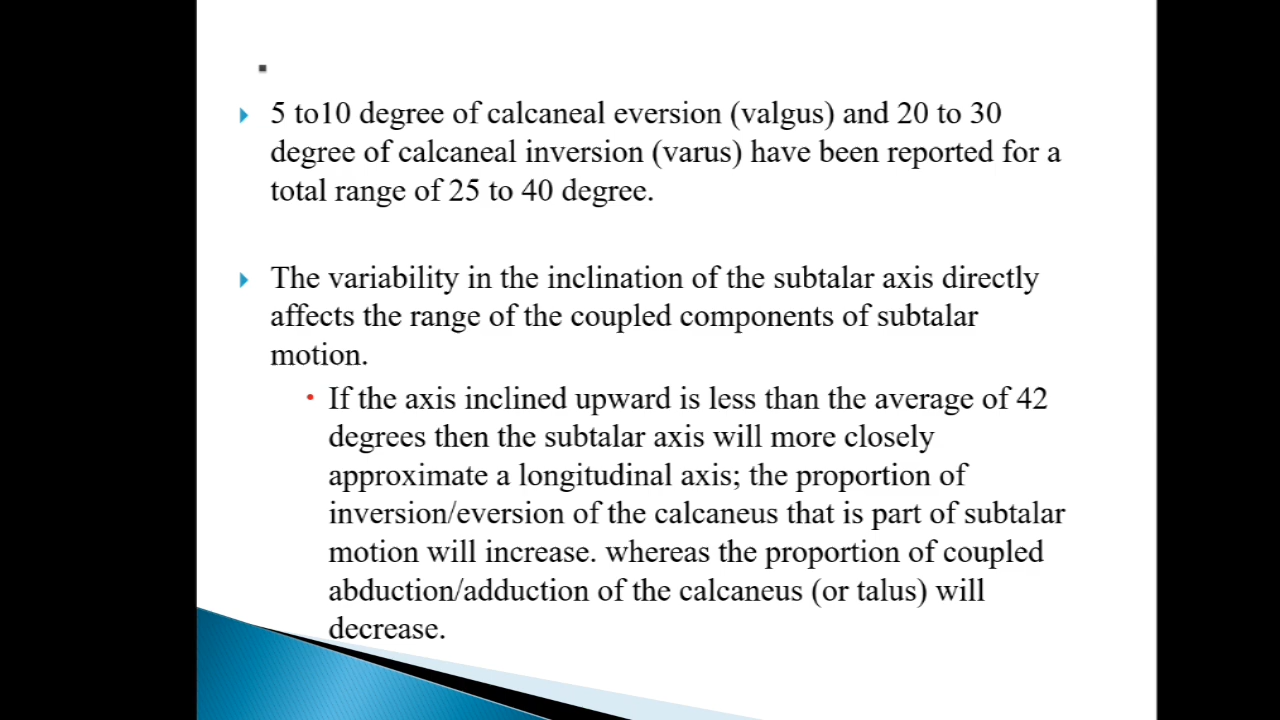 5 to10 degree of calcaneal eversion (valgus) and 20 to 30
degree of calcaneal inversion (varus) have been reported for a
total range of 25 to 40 degree.
The variability in the inclination of the subtalar axis directly
affects the range of the coupled components of subtalar
motion.
If the axis inclined upward is less than the average of 42
degrees then the subtalar axis will more closely
approximate a longitudinal axis; the proportion of
inversion/eversion of the calcaneus that is part of subtalar
motion will increase. whereas the proportion of coupled
abduction/adduction of the calcaneus (or talus) will
decrease.